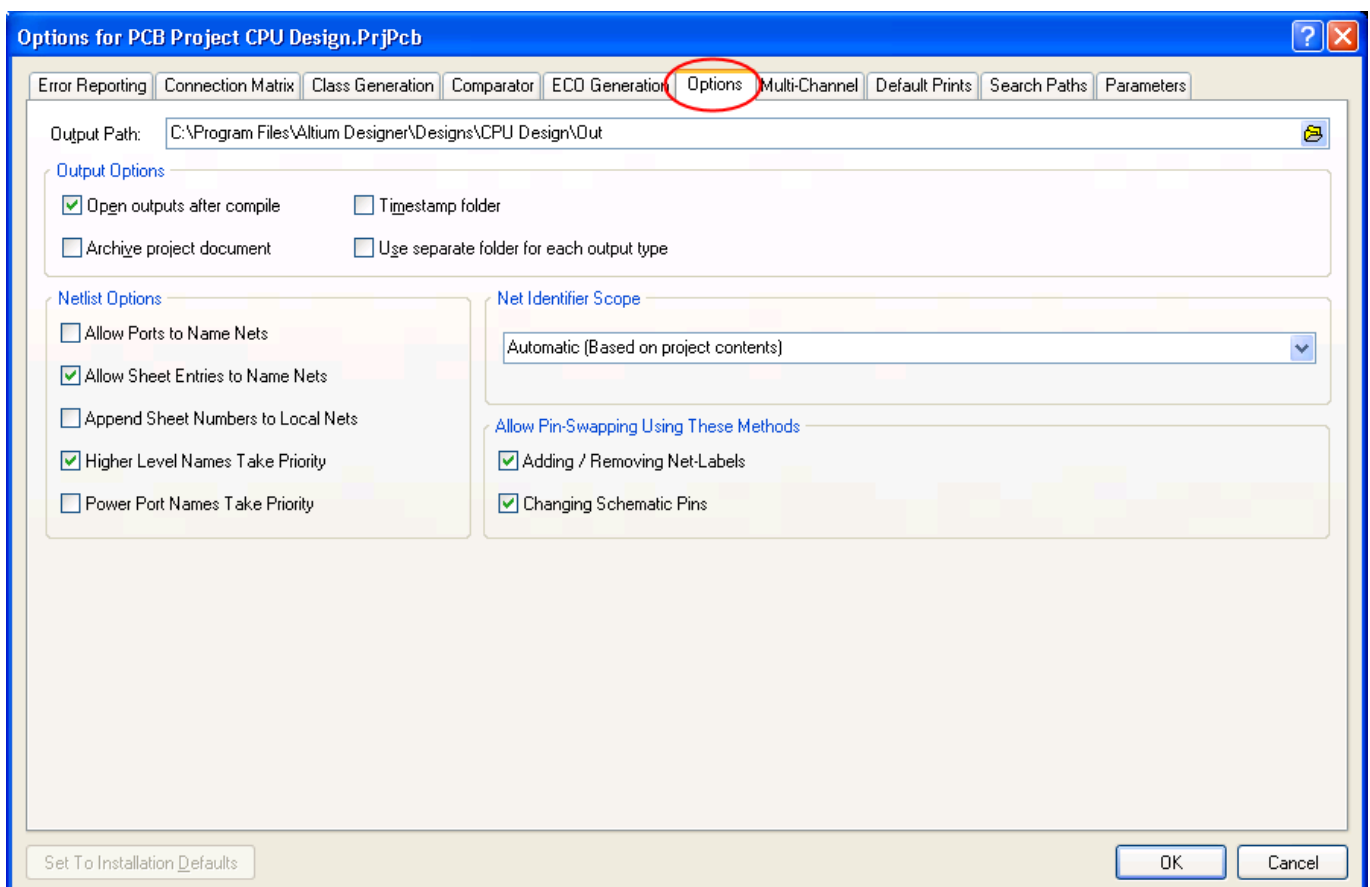 Options for PCB Project CPU Design.PrjPcb
Error Reporting Connection Matrix Class Generation Comparator ECO Generation Options Multi-Channel Default Prints Search Paths Parameters
Output Path: C:\Program Files\Altium Designer\Designs\CPU Design\Out
Output Options
Open outputs after compile Timestamp folder
Archive project document Use separate folder for each output type
Netlist Options Net Identifier Scope
Allow Ports to Name Nets
Automatic (Based on project contents)
Allow Sheet Entries to Name Nets
Append Sheet Numbers to Local Nets
Allow Pin-Swapping Using These Methods
Higher Level Names Take Priority Adding / Removing Net-Labels
Power Port Names Take Priority Changing Schematic Pins
Set To Installation Defaults OK Cancel